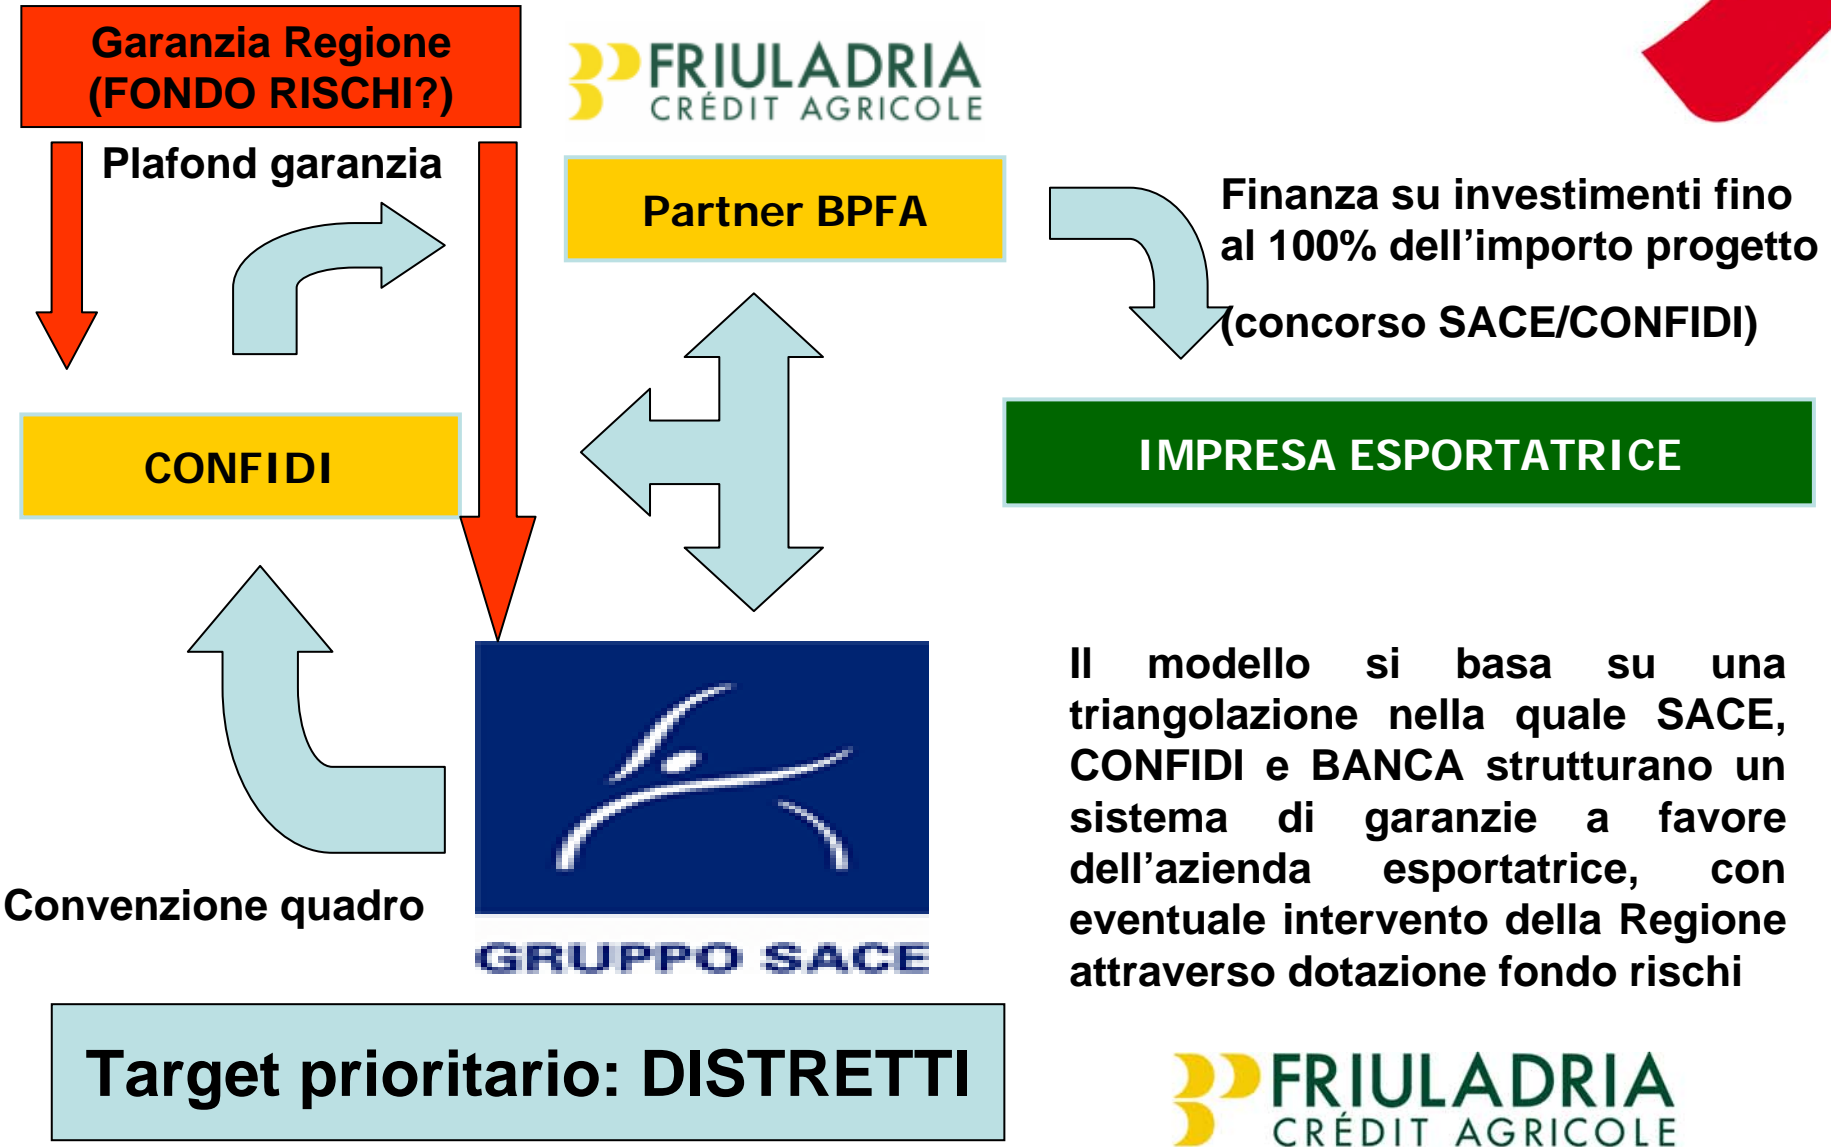 Garanzia Regione
(FONDO RISCHI?)
FRIULADRIA
CRÉDIT AGRICOLE
Plafond garanzia
Partner BPFA
Finanza su investimenti fino
al 100% dell’importo progetto
(concorso SACE/CONFIDI)
CONFIDI
IMPRESA ESPORTATRICE
Convenzione quadro
GRUPPO SACE
Il modello si basa su una
triangolazione nella quale SACE,
CONFIDI e BANCA strutturano un
sistema di garanzie a favore
dell’azienda esportatrice, con
eventuale intervento della Regione
attraverso dotazione fondo rischi
Target prioritario: DISTRETTI
FRIULADRIA
CRÉDIT AGRICOLE